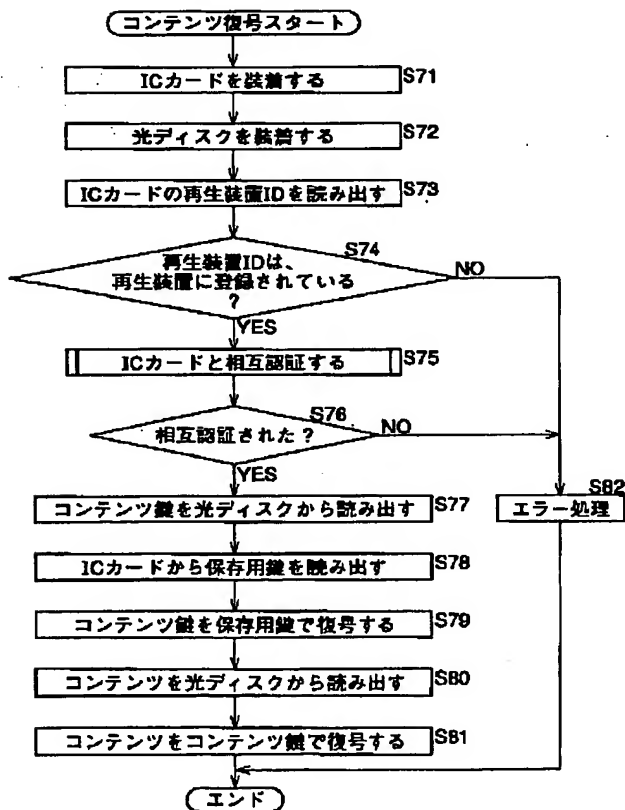 コンテンツ復号スタート
ICカードを装着する S71
光ディスクを装着する S72
ICカードの再生装置IDを読み出す S73
S74
再生装置IDは、
再生装置に登録されている
?
NO
YES
ICカードと相互認証する S75
S76
相互認証された?
NO
YES
S82
エラー処理
コンテンツ鍵を光ディスクから読み出す S77
ICカードから保存用鍵を読み出す S78
コンテンツ鍵を保存用鍵で復号する S79
コンテンツを光ディスクから読み出す S80
コンテンツをコンテンツ鍵で復号する S81
エンド